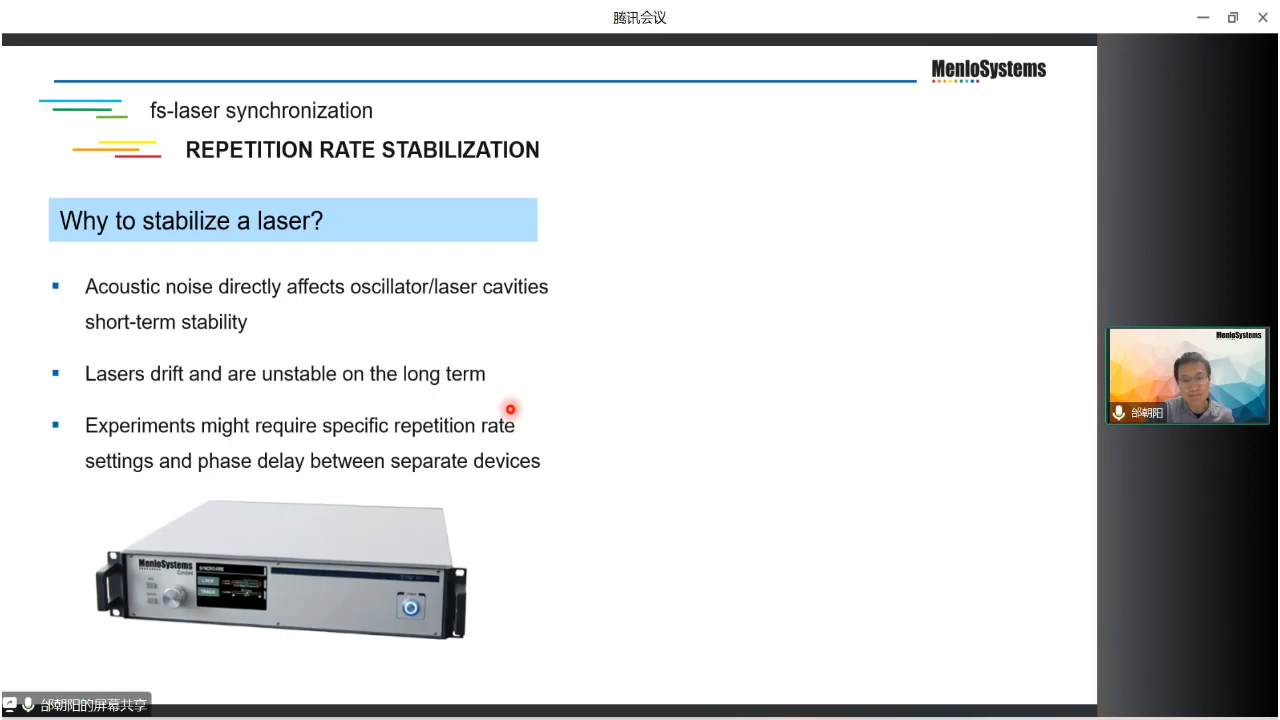 腾讯会议
MenloSystems
fs-laser synchronization
REPETITION RATE STABILIZATION
Why to stabilize a laser?
Acoustic noise directly affects oscillator/laser cavities
short-term stability
Lasers drift and are unstable on the long term
Experiments might require specific repetition rate
settings and phase delay between separate devices
MenloSystems
GmbH
LOCK
TRACK
MenloSystems
邰朝阳
邰朝阳的屏幕共享